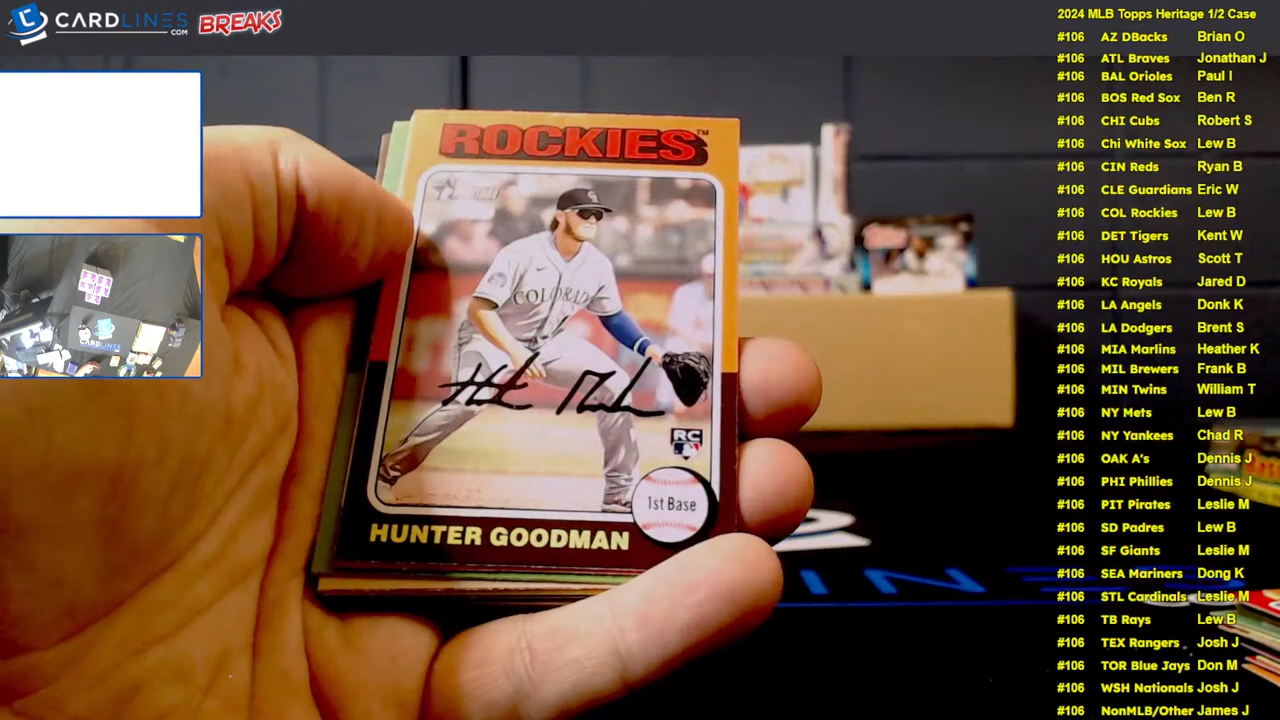 CARDLINES
.COM
BREAKS
ROCKIES™
COLORADO
RC
1st Base
HUNTER GOODMAN
CARDLINES
2024 MLB Topps Heritage 1/2 Case
#106 AZ DBacks Brian O
#106 ATL Braves Jonathan J
#106 BAL Orioles Paul I
#106 BOS Red Sox Ben R
#106 CHI Cubs Robert S
#106 Chi White Sox Lew B
#106 CIN Reds Ryan B
#106 CLE Guardians Eric W
#106 COL Rockies Lew B
#106 DET Tigers Kent W
#106 HOU Astros Scott T
#106 KC Royals Jared D
#106 LA Angels Donk K
#106 LA Dodgers Brent S
#106 MIA Marlins Heather K
#106 MIL Brewers Frank B
#106 MIN Twins William T
#106 NY Mets Lew B
#106 NY Yankees Chad R
#106 OAK A's Dennis J
#106 PHI Phillies Dennis J
#106 PIT Pirates Leslie M
#106 SD Padres Lew B
#106 SF Giants Leslie M
#106 SEA Mariners Dong K
#106 STL Cardinals Leslie M
#106 TB Rays Lew B
#106 TEX Rangers Josh J
#106 TOR Blue Jays Don M
#106 WSH Nationals Josh J
#106 NonMLB/Other James J